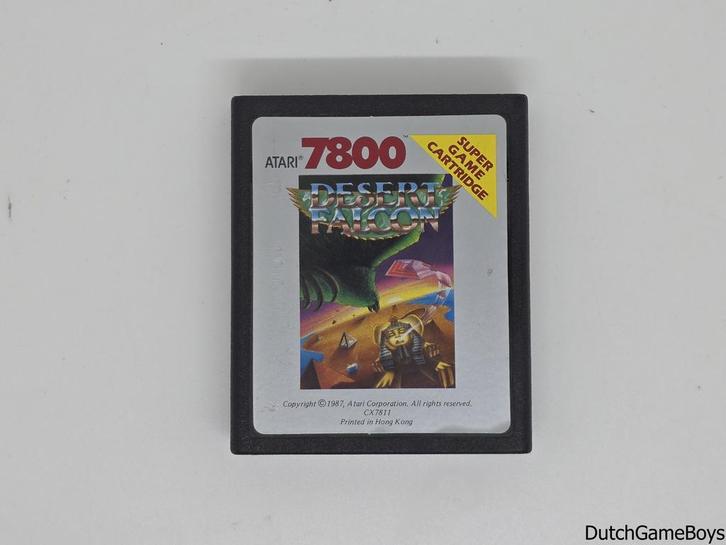 ATARI® 7800™
SUPER
GAME
CARTRIDGE
DESERT
FALCON
Copyright ©1987, Atari Corporation. All rights reserved.
CX7811
Printed in Hong Kong
DutchGameBoys